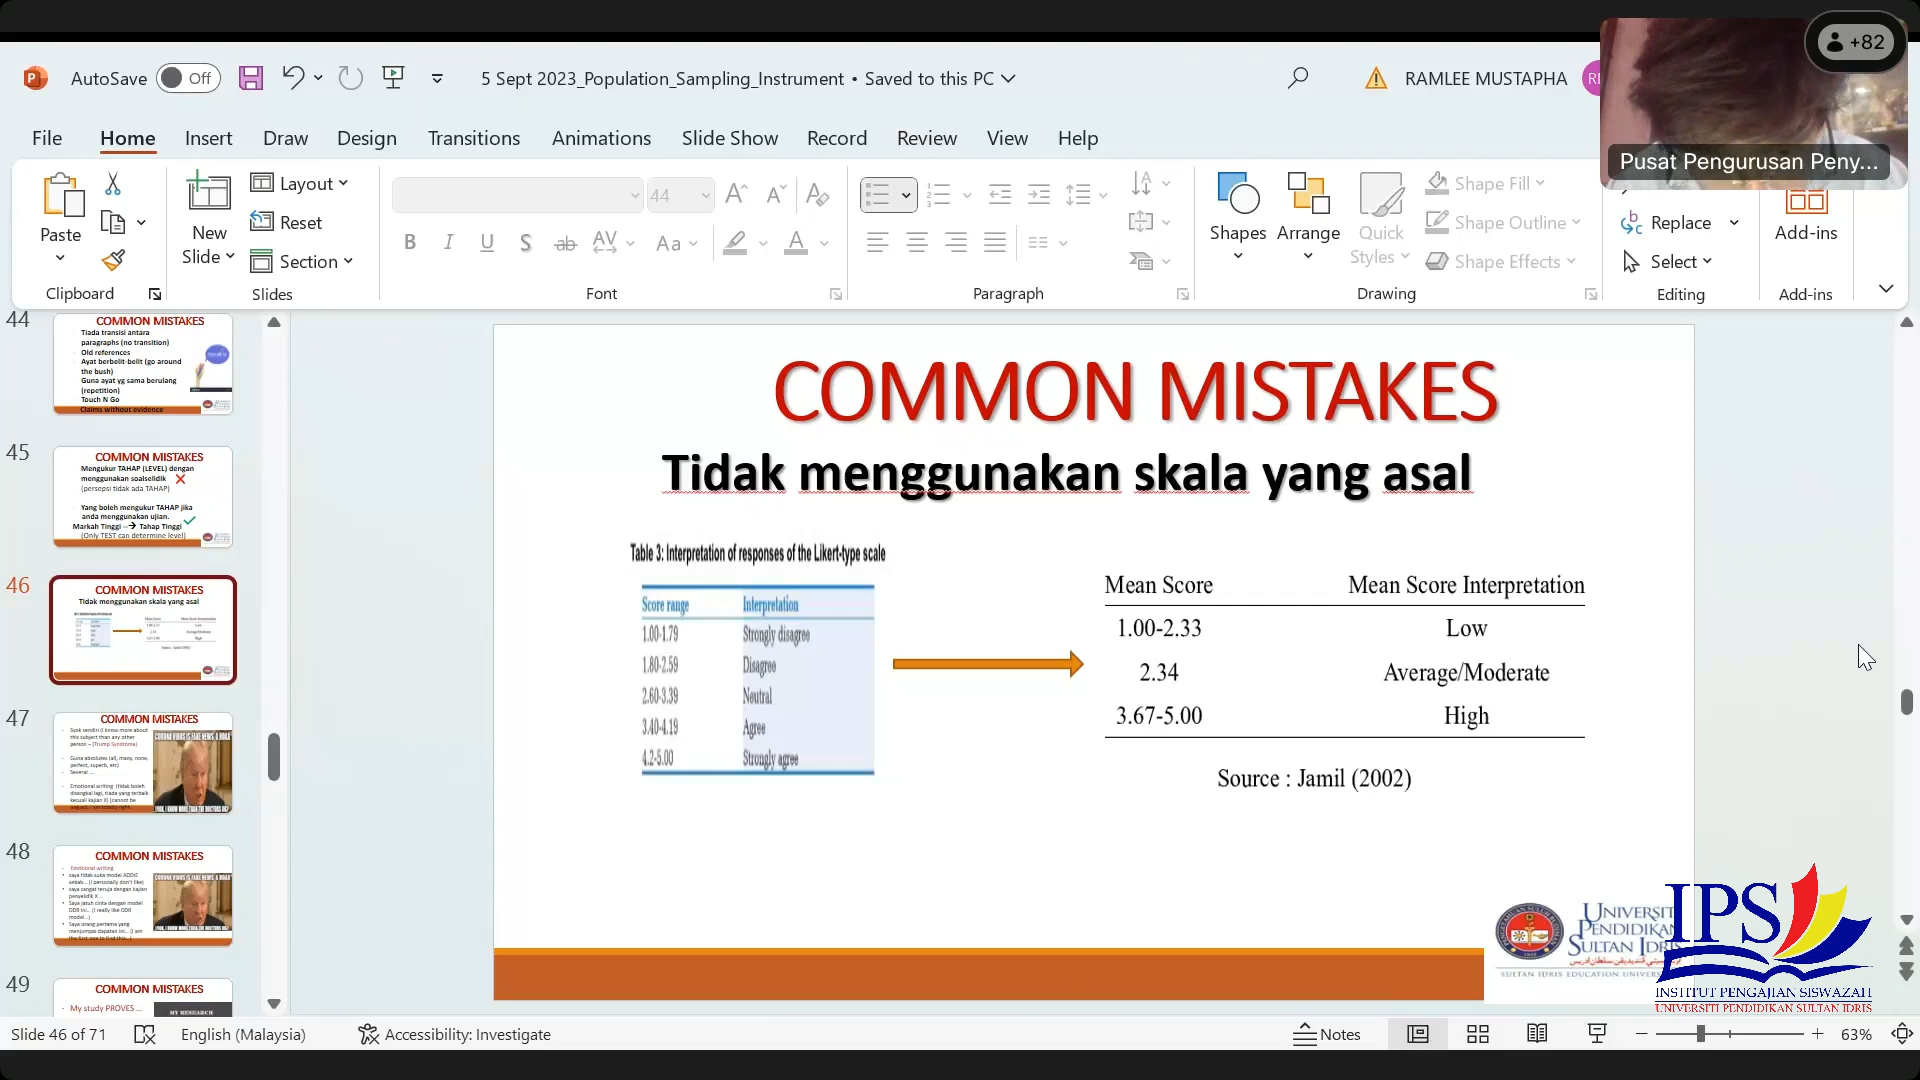 +82
AutoSave Off 5 Sept 2023_Population_Sampling_Instrument • Saved to this PC RAMLEE MUSTAPHA
Pusat Pengurusan Peny...
File Home Insert Draw Design Transitions Animations Slide Show Record Review View Help
Paste
New Slide
Layout
Reset
Section
44
Shapes
Arrange
Quick Styles
Shape Fill
Shape Outline
Shape Effects
Replace
Select
Add-ins
Clipboard Slides Font Paragraph Drawing Editing Add-ins
44
COMMON MISTAKES
Tiada transisi antara
paragraphs (no transition)
Old references
Ayat berbelit-belit (go around
the bush)
Guna ayat yg sama berulang
(repetition)
Touch N Go
Claims without evidence
45
COMMON MISTAKES
Mengukur TAHAP (LEVEL) dengan
menggunakan soalselidik
(persepsi tidak ada TAHAP)
Yang boleh mengukur TAHAP jika
anda menggunakan ujian.
Markah Tinggi --→ Tahap Tinggi
(Only TEST can determine level)
46
COMMON MISTAKES
Tidak menggunakan skala yang asal
47
COMMON MISTAKES
- Syok sendiri (I know more about
this subject than any other
person – (Trump Syndrome)
- Guna absolutes (all, many, none,
perfect, superb, etc)
- Several ...
- Emotional writing (tidak boleh
disangkal lagi, tiada yang terbaik
kecuali kajian X) (cannot be
48
COMMON MISTAKES
- Emotional writing
• saya tidak suka model ADDIE
sebab... (I personally don't like)
• saya sangat teruja dengan kajian
penyelidik X ...
• Saya jatuh cinta dengan model
DDR ini... (I really like DDR
model...)
• Saya orang pertama yang
menjumpai dapatan ini... (I am
the first one to find this...)
49
COMMON MISTAKES
- My study PROVES ...
MY RESEARCH
COMMON MISTAKES
Tidak menggunakan skala yang asal
Table 3: Interpretation of responses of the Likert-type scale
Score range Interpretation
1.00-1.79 Strongly disagree
1.80-2.59 Disagree
2.60-3.39 Neutral
3.40-4.19 Agree
4.2-5.00 Strongly agree
Mean Score Mean Score Interpretation
1.00-2.33 Low
2.34 Average/Moderate
3.67-5.00 High
Source : Jamil (2002)
UNIVERSITI
PENDIDIKAN
SULTAN IDRIS
SULTAN IDRIS EDUCATION UNIVERSITY
IPS
INSTITUT PENGAJIAN SISWAZAH
UNIVERSITI PENDIDIKAN SULTAN IDRIS
Slide 46 of 71 English (Malaysia) Accessibility: Investigate Notes 63%